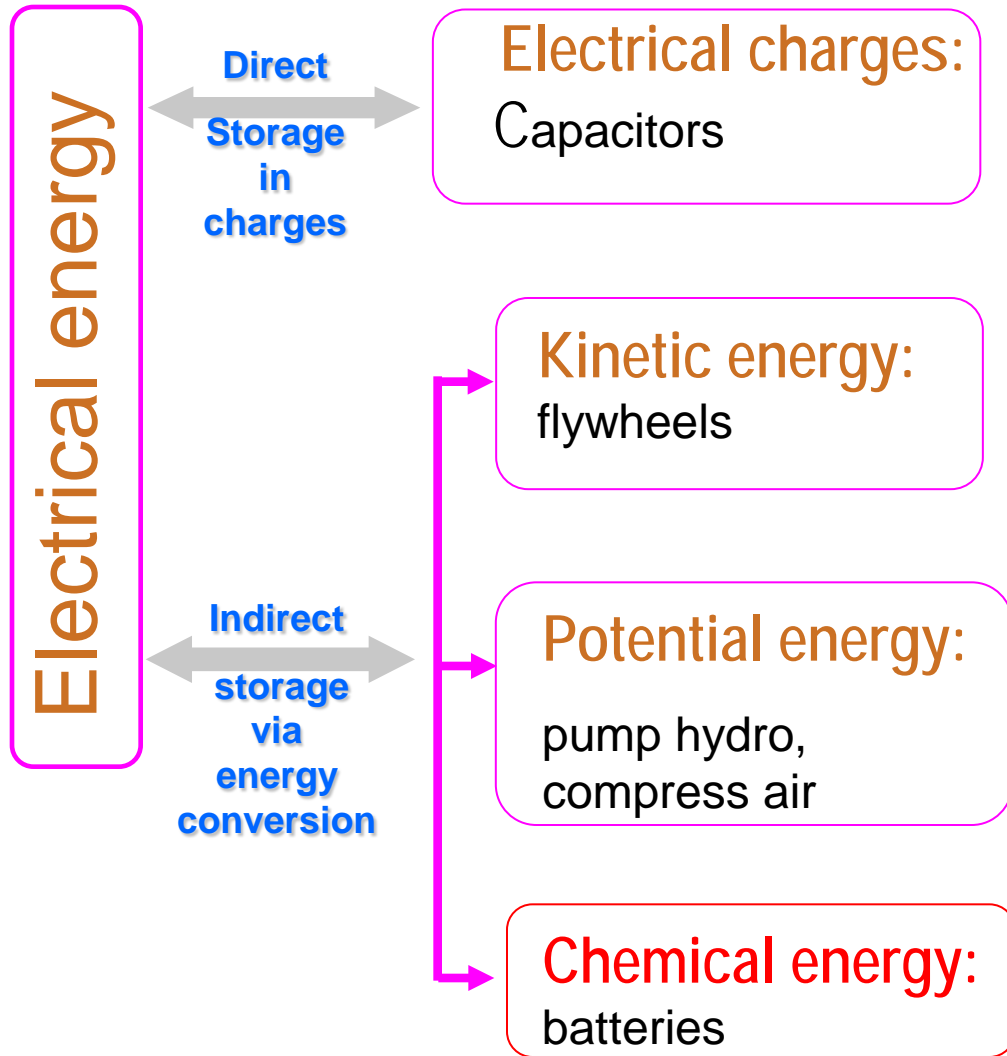 Electrical energy
Direct
Storage
in
charges
Electrical charges:
Capacitors
Indirect
storage
via
energy
conversion
Kinetic energy:
flywheels
Potential energy:
pump hydro,
compress air
Chemical energy:
batteries